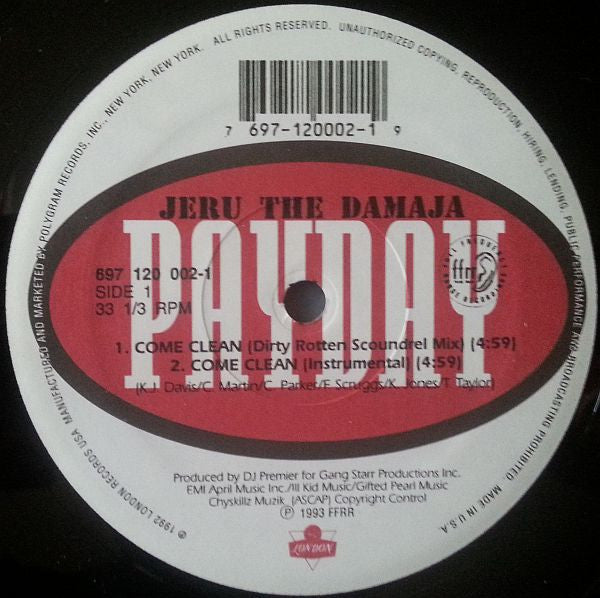 MANUFACTURED AND MARKETED BY POLYGRAM RECORDS, INC., NEW YORK, NEW YORK. ALL RIGHTS RESERVED. UNAUTHORIZED COPYING, REPRODUCTION, HIRING, LENDING, PUBLIC PERFORMANCE AND BROADCASTING PROHIBITED. MADE IN U.S.A.
7 697-120002-1 9
JERU THE DAMAJA
PAYDAY
ffrr
697 120 002-1
SIDE 1
33 1/3 RPM
1. COME CLEAN (Dirty Rotten Scoundrel Mix) (4:59)
2. COME CLEAN (Instrumental) (4:59)
(K.J. Davis/C. Martin/C. Parker/F. Scruggs/K. Jones/T. Taylor)
Produced by DJ Premier for Gang Starr Productions Inc.
EMI April Music Inc./Ill Kid Music/Gifted Pearl Music
Chyskillz Muzik (ASCAP) Copyright Control
℗ 1993 FFRR
LONDON
© 1992 LONDON RECORDS USA